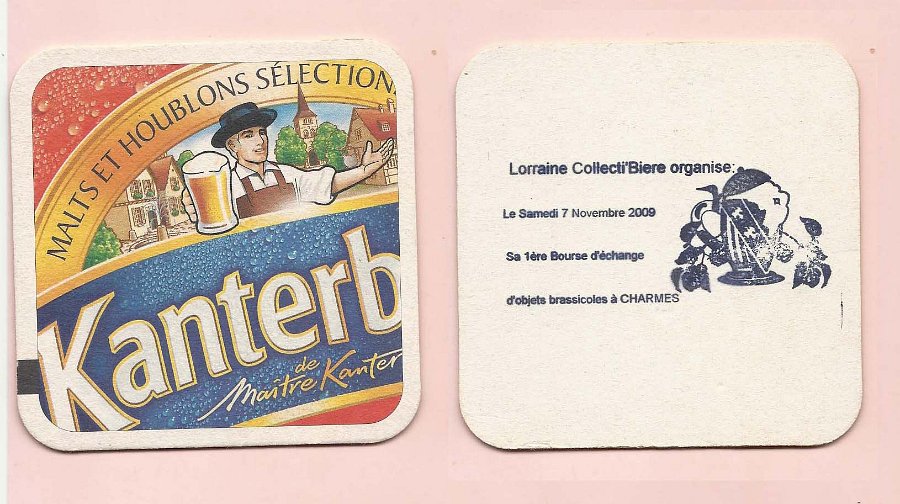 MALTS ET HOUBLONS SÉLECTION
Kanterb
de
Maître Kanter
Lorraine Collecti'Biere organise:
Le Samedi 7 Novembre 2009
Sa 1ère Bourse d'échange
d'objets brassicoles à CHARMES